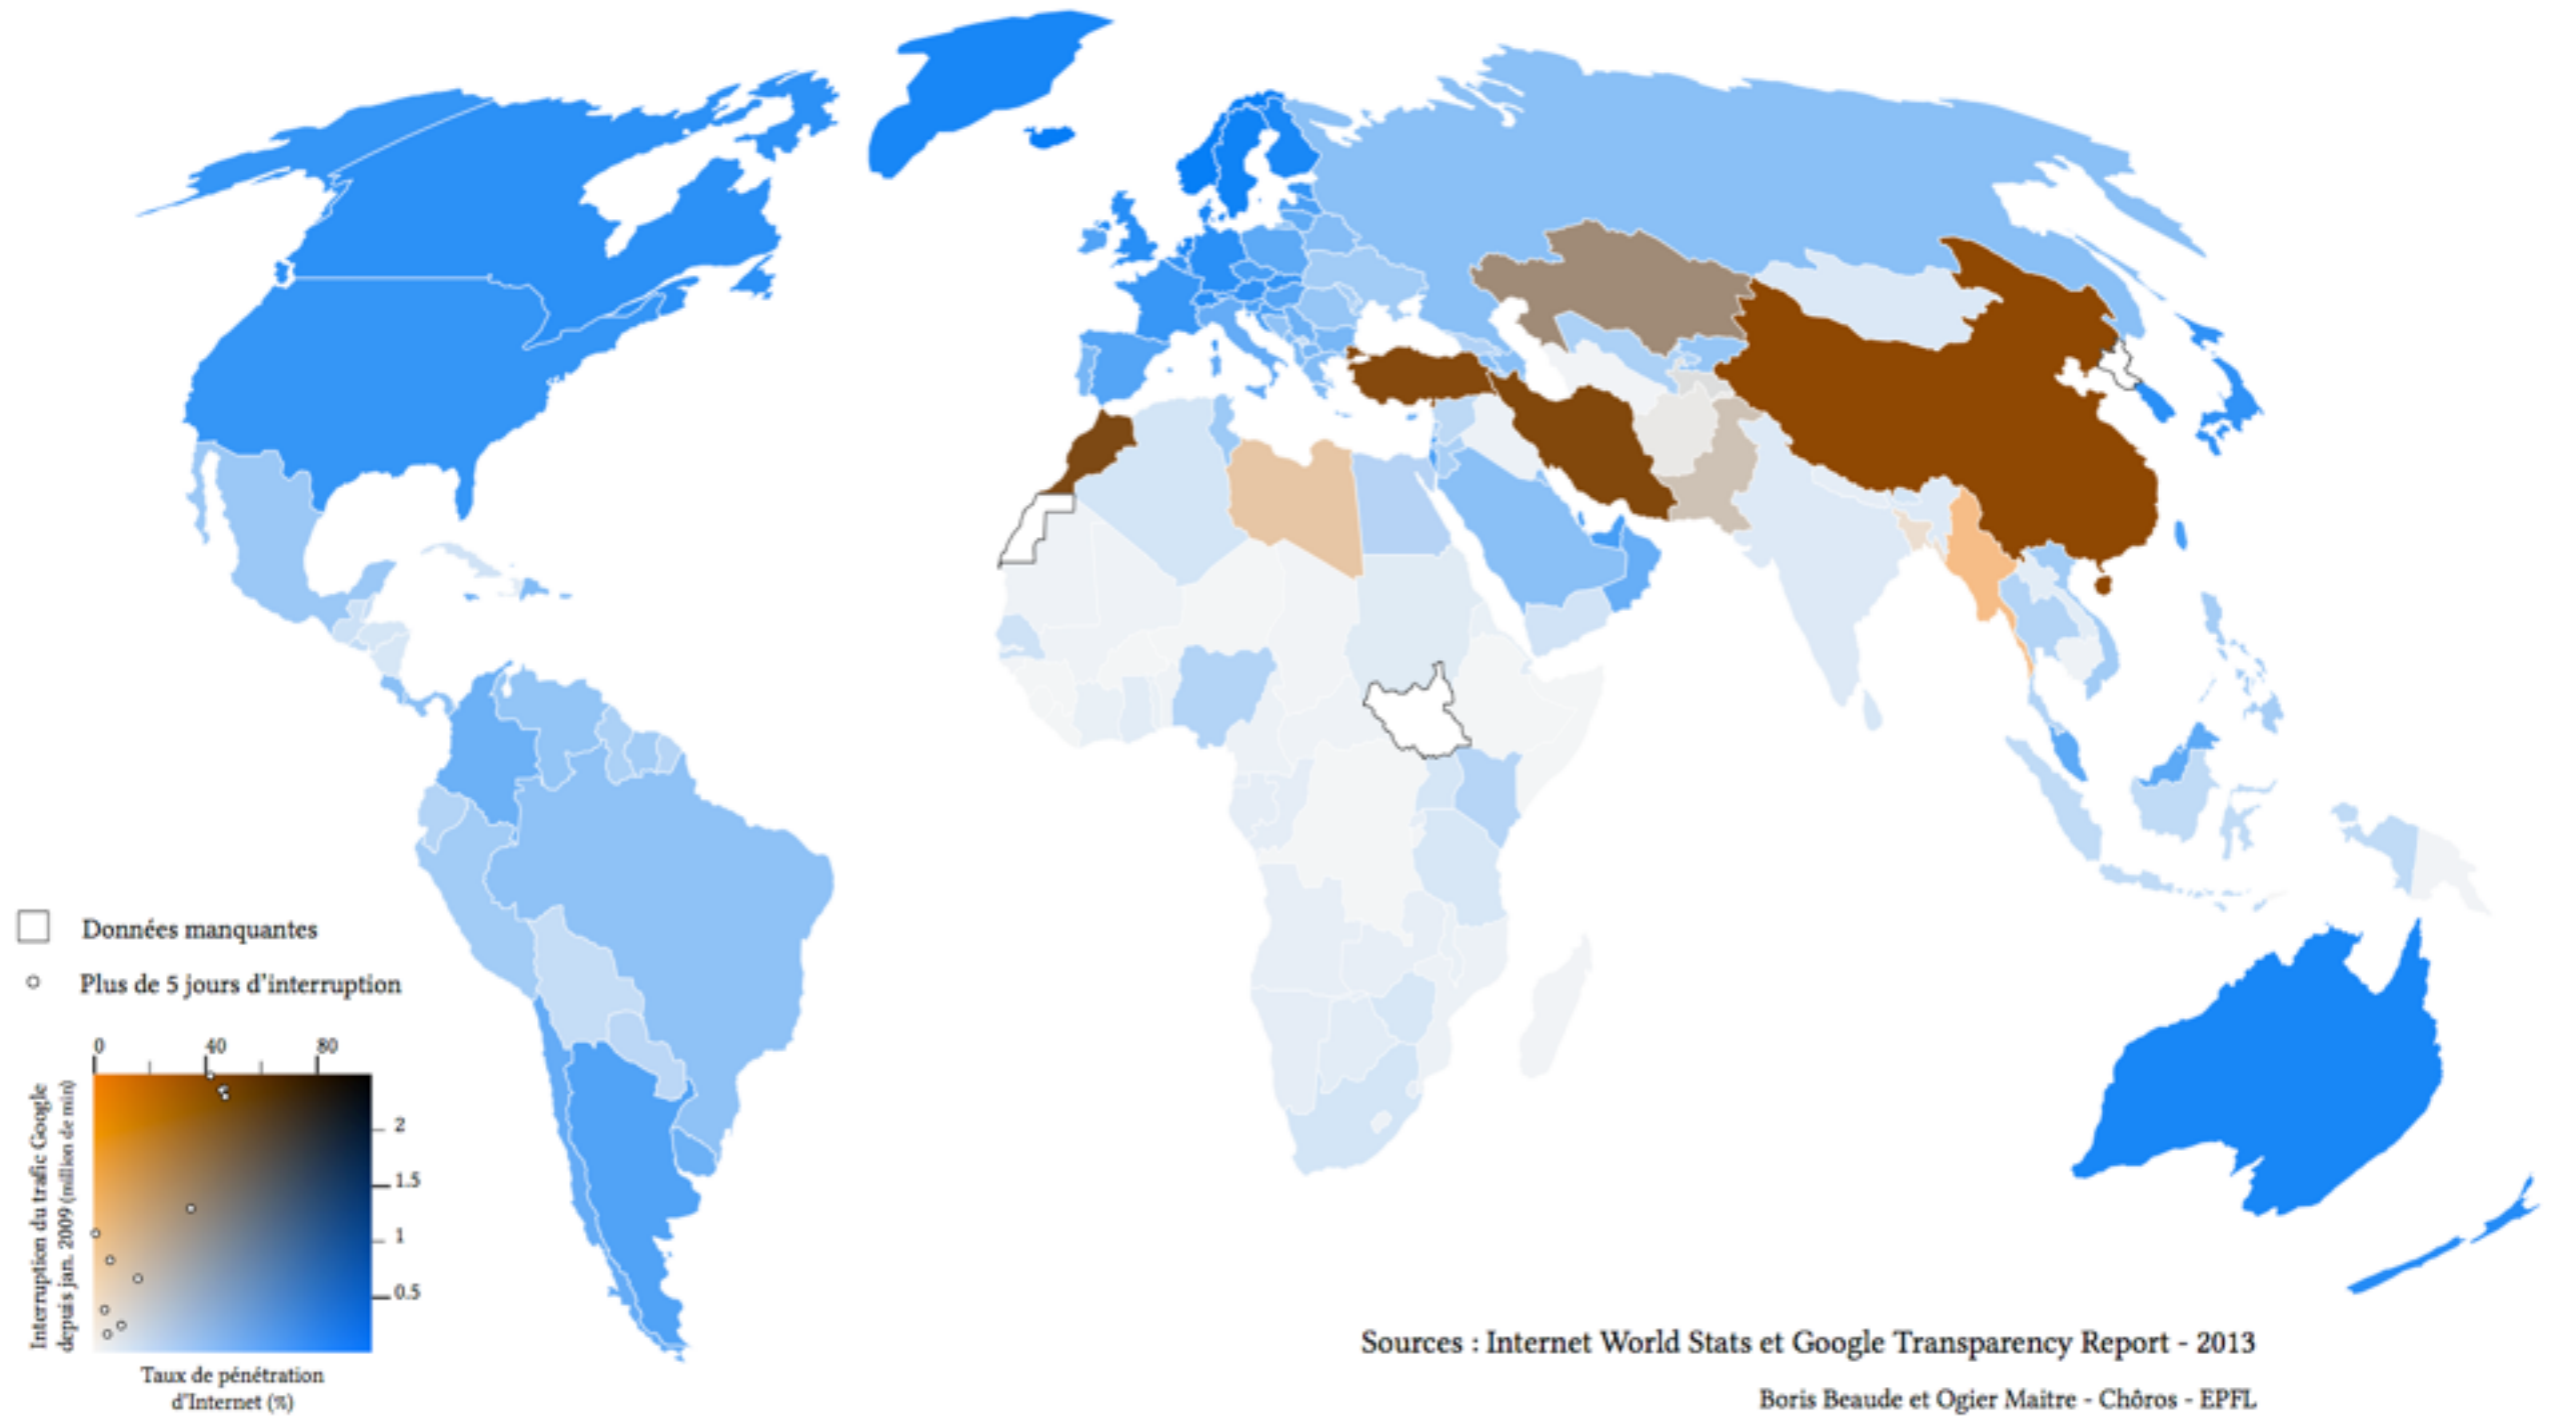 Données manquantes
Plus de 5 jours d'interruption
0 40 80
Interruption du trafic Google
depuis jan. 2009 (million de min)
2
1.5
1
0.5
Taux de pénétration
d'Internet (%)
Sources : Internet World Stats et Google Transparency Report - 2013
Boris Beaude et Ogier Maitre - Chôros - EPFL